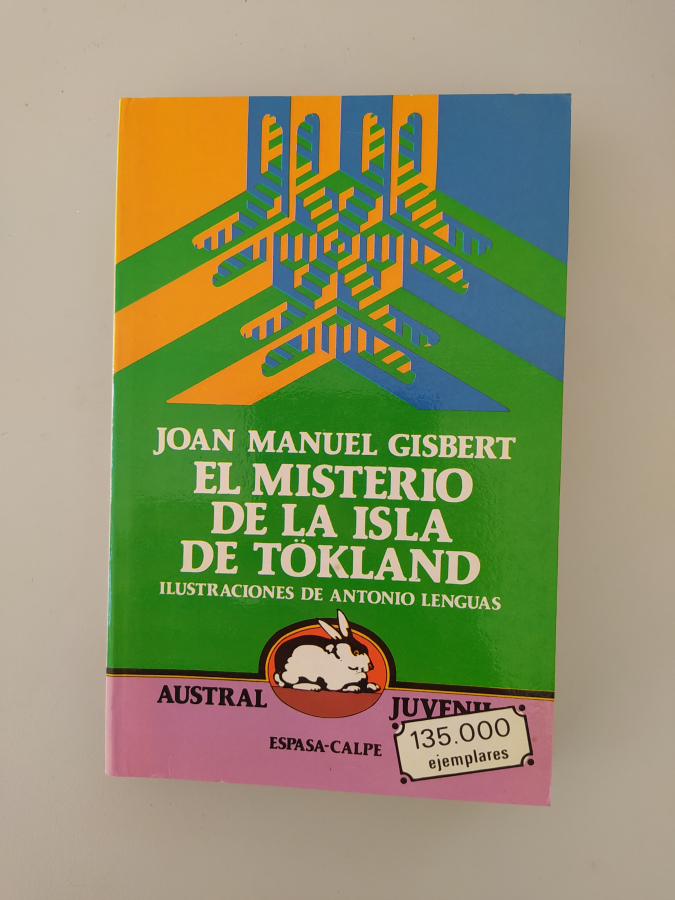 JOAN MANUEL GISBERT
EL MISTERIO
DE LA ISLA
DE TÖKLAND
ILUSTRACIONES DE ANTONIO LENGUAS
AUSTRAL JUVENIL
ESPASA-CALPE
135.000
ejemplares